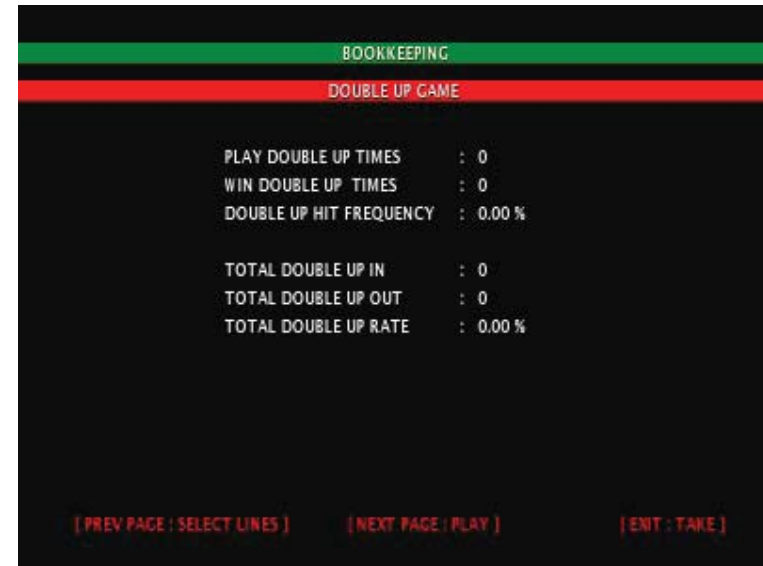 BOOKKEEPING
DOUBLE UP GAME
PLAY DOUBLE UP TIMES : 0
WIN DOUBLE UP TIMES : 0
DOUBLE UP HIT FREQUENCY : 0.00 %
TOTAL DOUBLE UP IN : 0
TOTAL DOUBLE UP OUT : 0
TOTAL DOUBLE UP RATE : 0.00 %
[ PREV PAGE : SELECT LINES ] [ NEXT PAGE : PLAY ] [ EXIT : TAKE ]